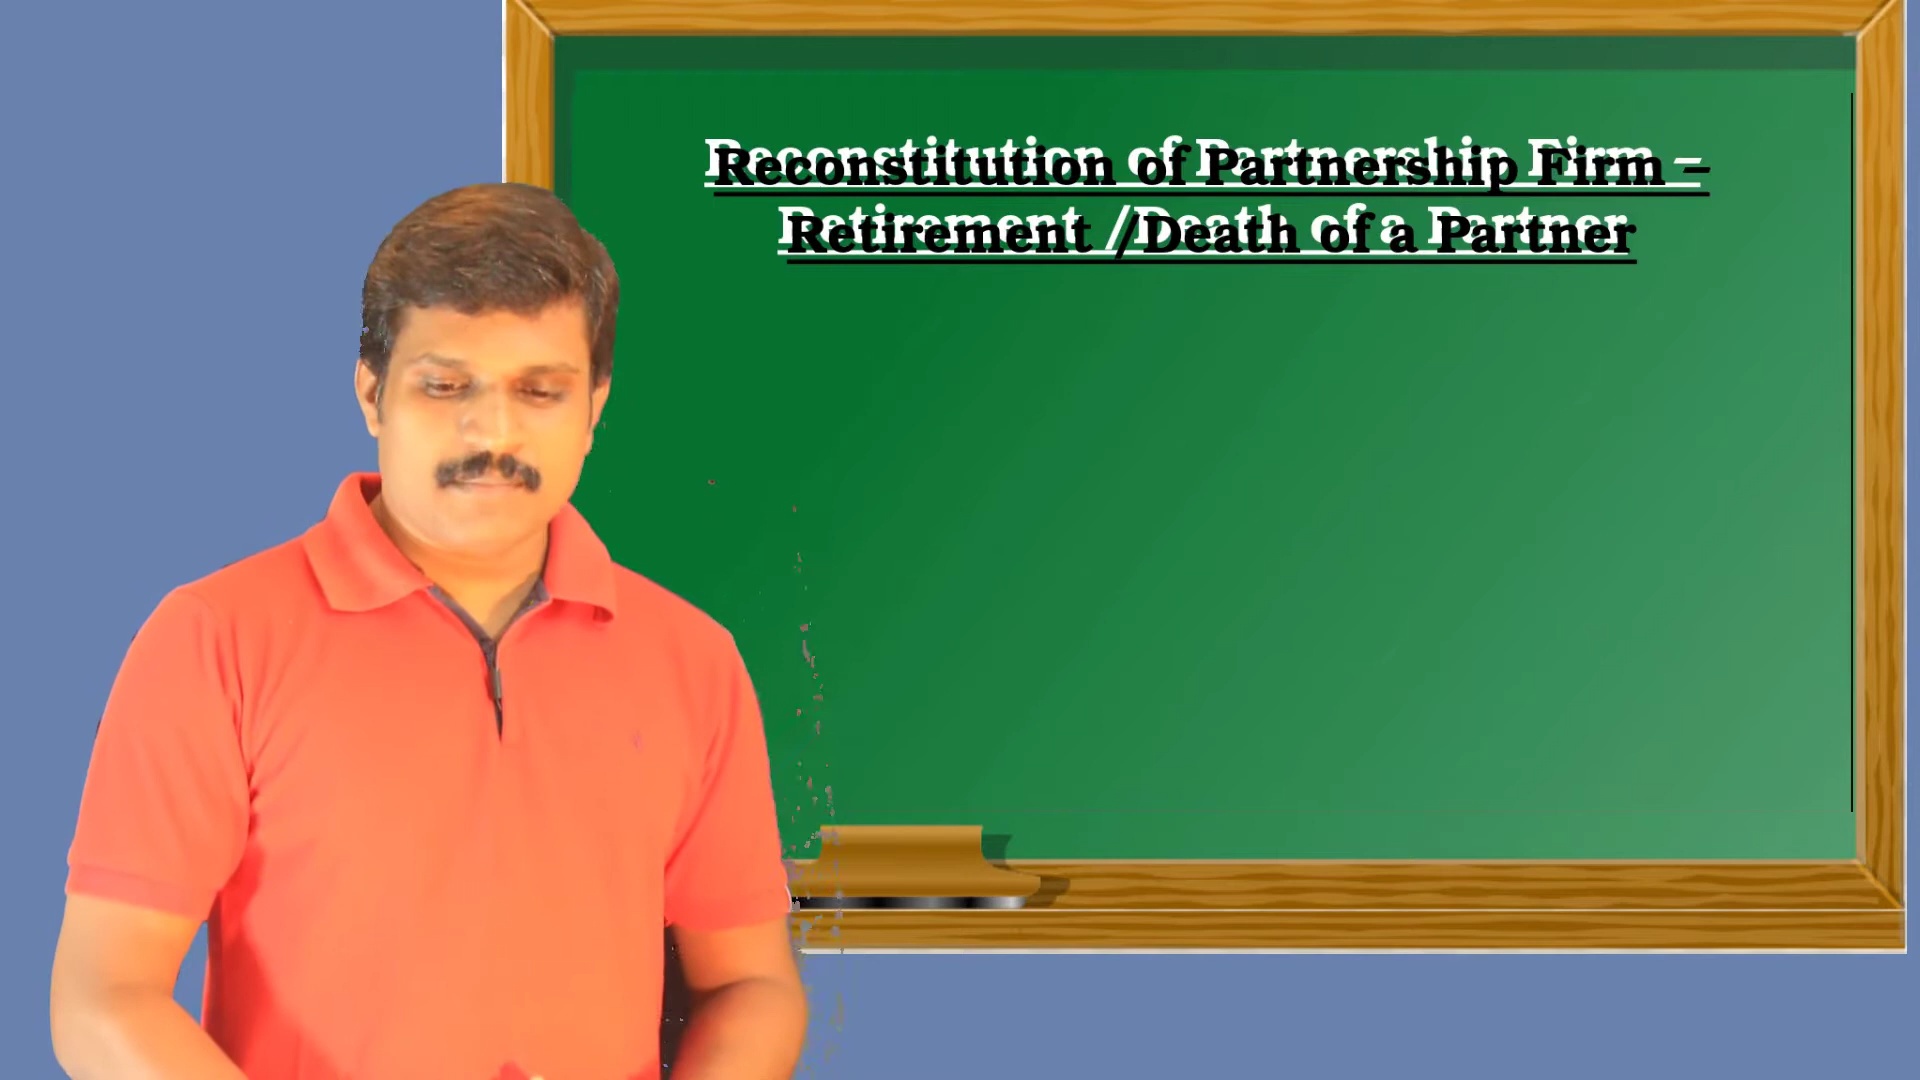 Reconstitution of Partnership Firm –
Retirement /Death of a Partner